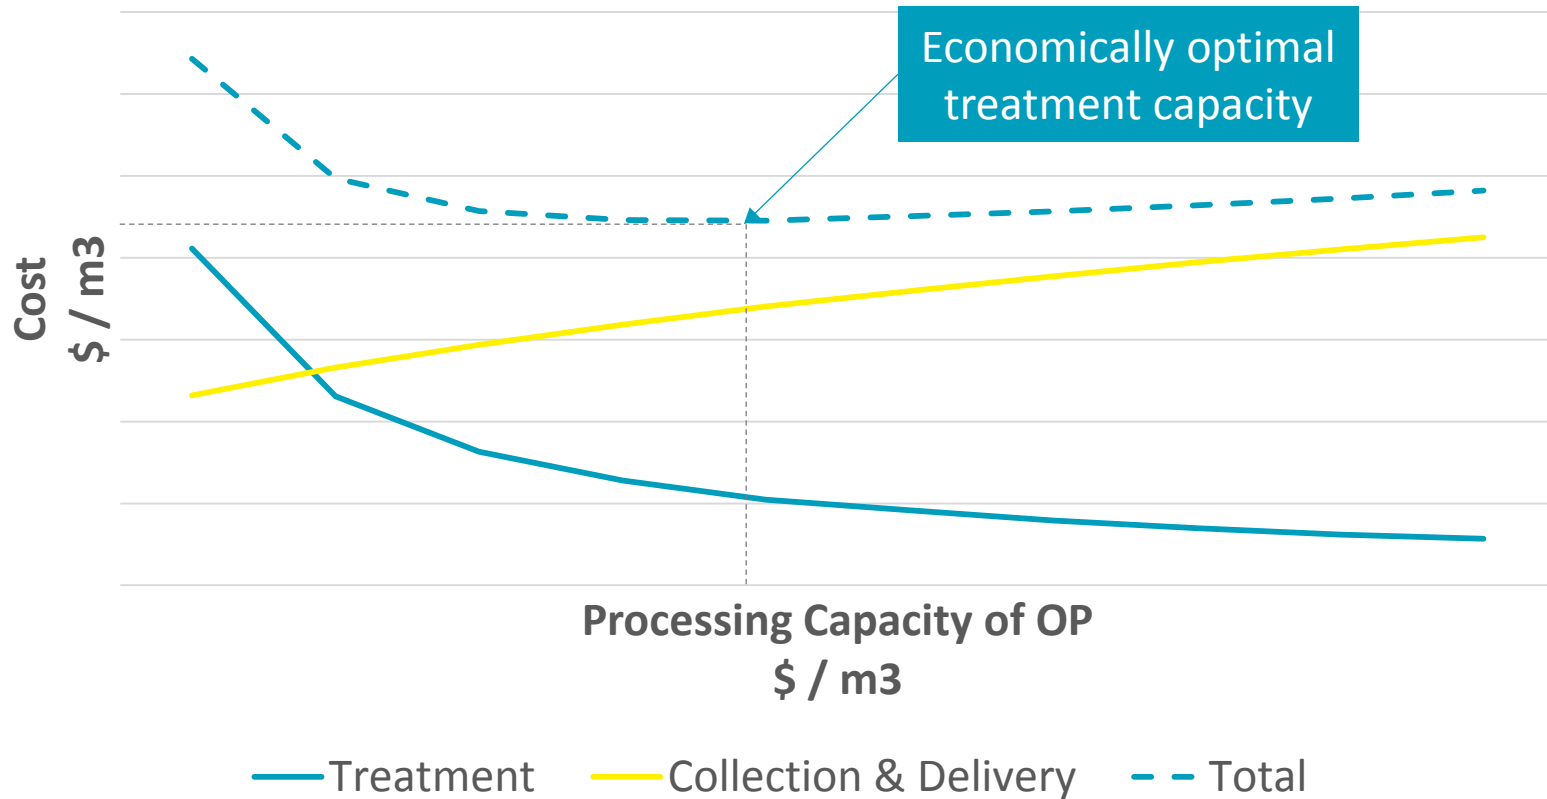 Economically optimal
treatment capacity
Cost
$ / m3
Processing Capacity of OP
$ / m3
Treatment
Collection & Delivery
Total